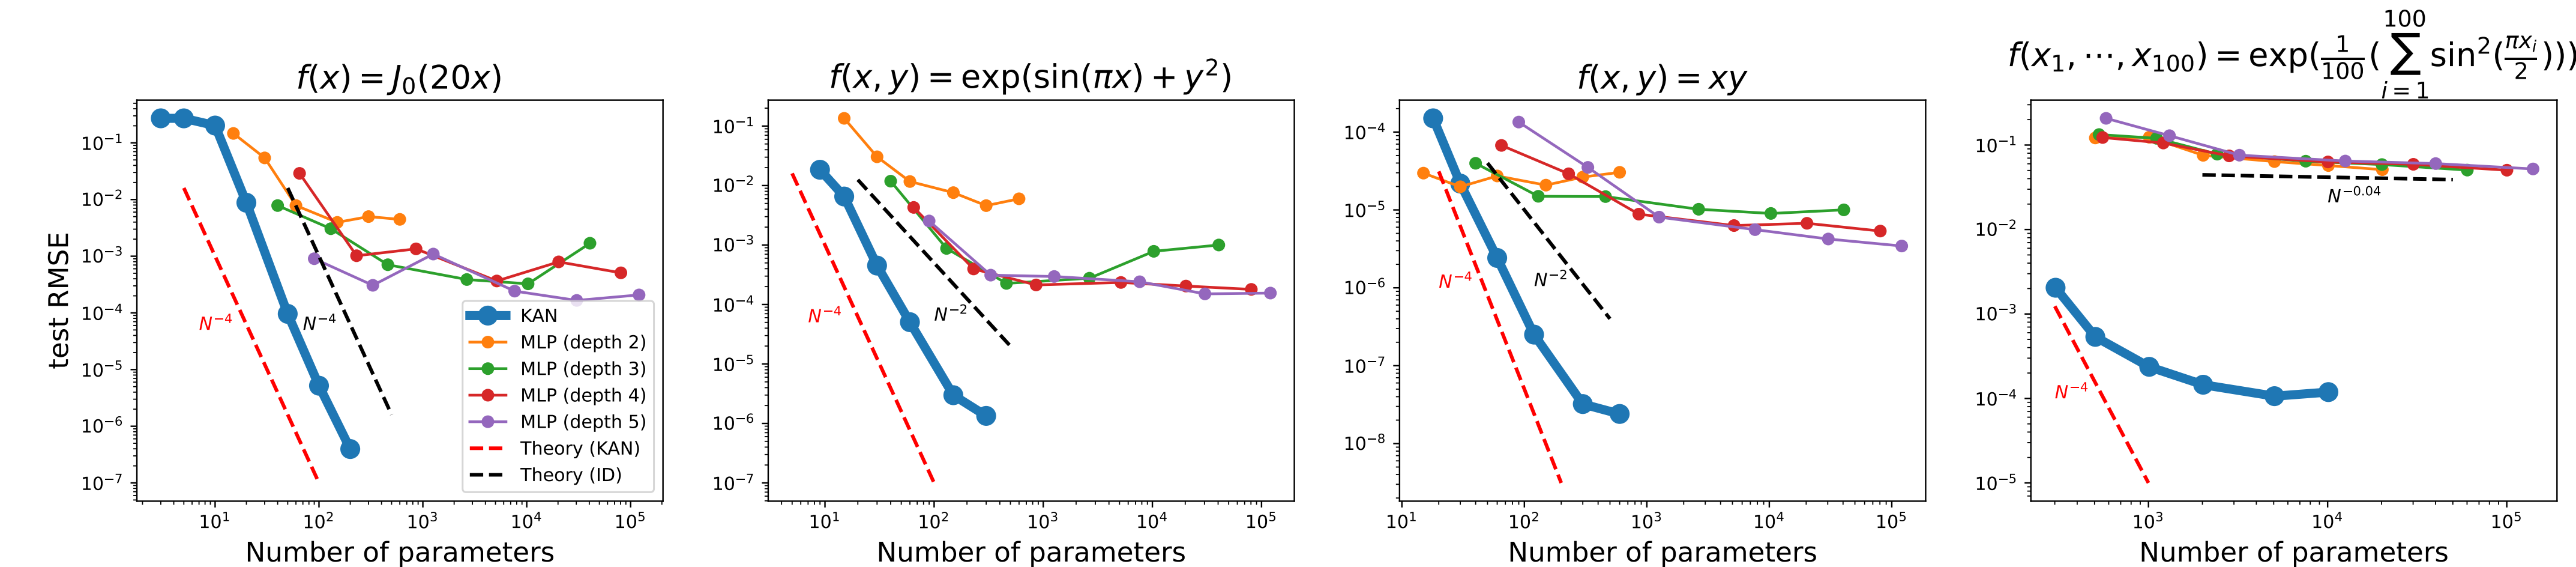 f(x) = J₀(20x)
test RMSE
10⁻¹
10⁻²
10⁻³
10⁻⁴
10⁻⁵
10⁻⁶
10⁻⁷
N⁻⁴
N⁻⁴
KAN
MLP (depth 2)
MLP (depth 3)
MLP (depth 4)
MLP (depth 5)
Theory (KAN)
Theory (ID)
10¹ 10² 10³ 10⁴ 10⁵
Number of parameters
f(x, y) = exp(sin(πx) + y²)
10⁻¹
10⁻²
10⁻³
10⁻⁴
10⁻⁵
10⁻⁶
10⁻⁷
N⁻⁴
N⁻²
10¹ 10² 10³ 10⁴ 10⁵
Number of parameters
f(x, y) = xy
10⁻⁴
10⁻⁵
10⁻⁶
10⁻⁷
10⁻⁸
N⁻⁴
N⁻²
10¹ 10² 10³ 10⁴ 10⁵
Number of parameters
f(x₁, ⋯, x₁₀₀) = exp(1/100(∑_{i=1}^{100} sin²(πxᵢ/2)))
10⁻¹
10⁻²
10⁻³
10⁻⁴
10⁻⁵
N⁻⁰·⁰⁴
N⁻⁴
10³ 10⁴ 10⁵
Number of parameters